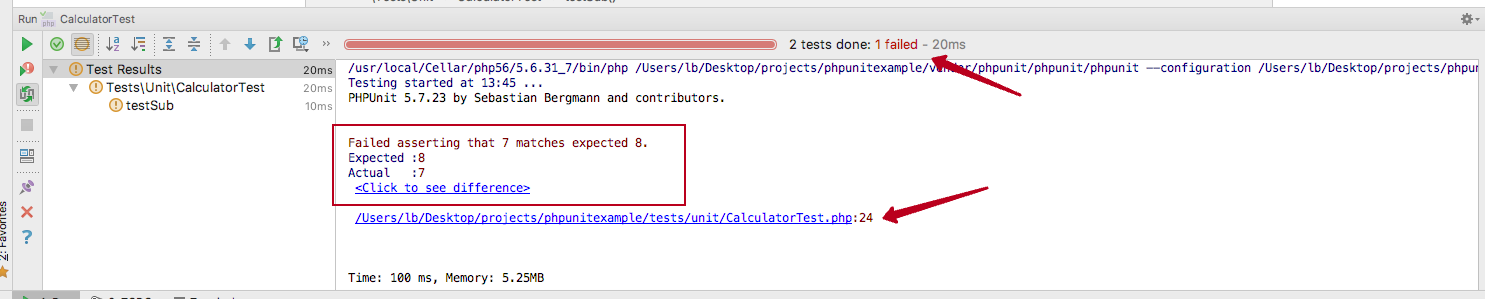 Run CalculatorTest
2 tests done: 1 failed - 20ms
Test Results 20ms
Tests\Unit\CalculatorTest 20ms
testSub 10ms
/usr/local/Cellar/php56/5.6.31_7/bin/php /Users/lb/Desktop/projects/phpunitexample/vendor/phpunit/phpunit/phpunit --configuration /Users/lb/Desktop/projects/phpun
Testing started at 13:45 ...
PHPUnit 5.7.23 by Sebastian Bergmann and contributors.
Failed asserting that 7 matches expected 8.
Expected :8
Actual :7
<Click to see difference>
/Users/lb/Desktop/projects/phpunitexample/tests/unit/CalculatorTest.php:24
Time: 100 ms, Memory: 5.25MB
2: Favorites